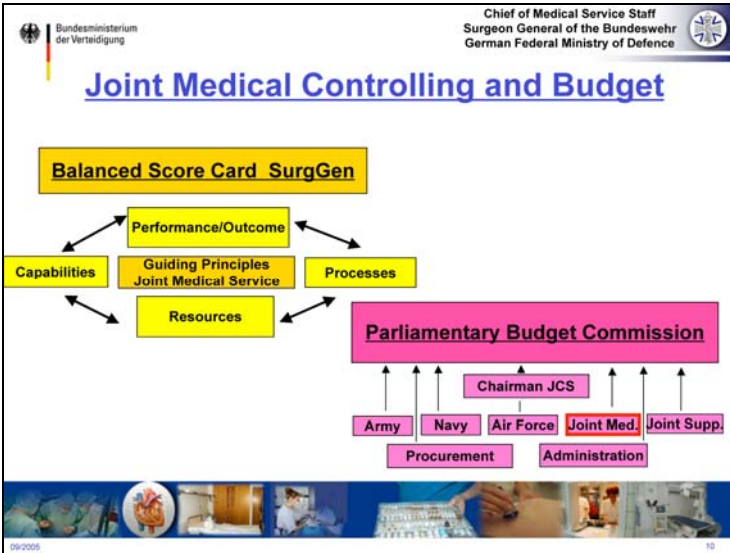 Bundesministerium
der Verteidigung
Chief of Medical Service Staff
Surgeon General of the Bundeswehr
German Federal Ministry of Defence
Joint Medical Controlling and Budget
Balanced Score Card SurgGen
Performance/Outcome
Capabilities
Guiding Principles
Joint Medical Service
Processes
Resources
Parliamentary Budget Commission
Chairman JCS
Army
Navy
Air Force
Joint Med.
Joint Supp.
Procurement
Administration
09/2005
10